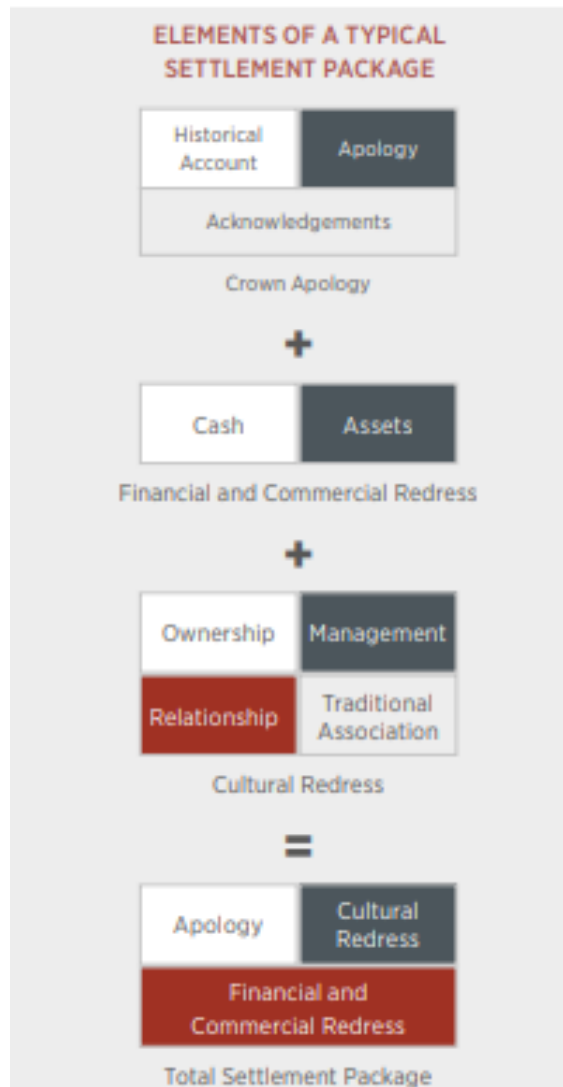 ELEMENTS OF A TYPICAL
SETTLEMENT PACKAGE
Historical
Account
Apology
Acknowledgements
Crown Apology
+
Cash
Assets
Financial and Commercial Redress
+
Ownership
Management
Relationship
Traditional
Association
Cultural Redress
=
Apology
Cultural
Redress
Financial and
Commercial Redress
Total Settlement Package